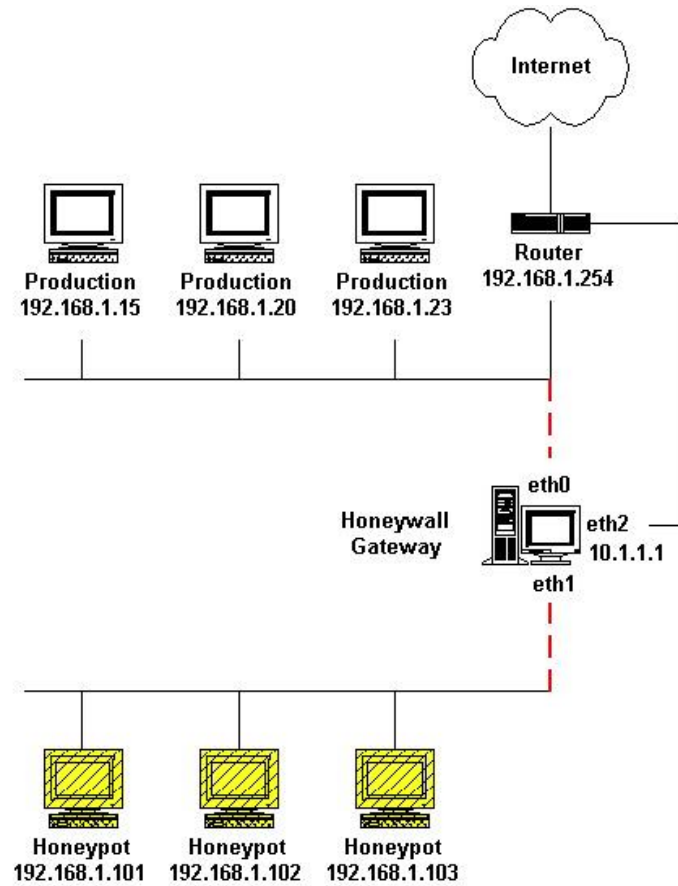 Internet
Router
192.168.1.254
Production
192.168.1.15
Production
192.168.1.20
Production
192.168.1.23
eth0
Honeywall
Gateway
eth2
10.1.1.1
eth1
Honeypot
192.168.1.101
Honeypot
192.168.1.102
Honeypot
192.168.1.103